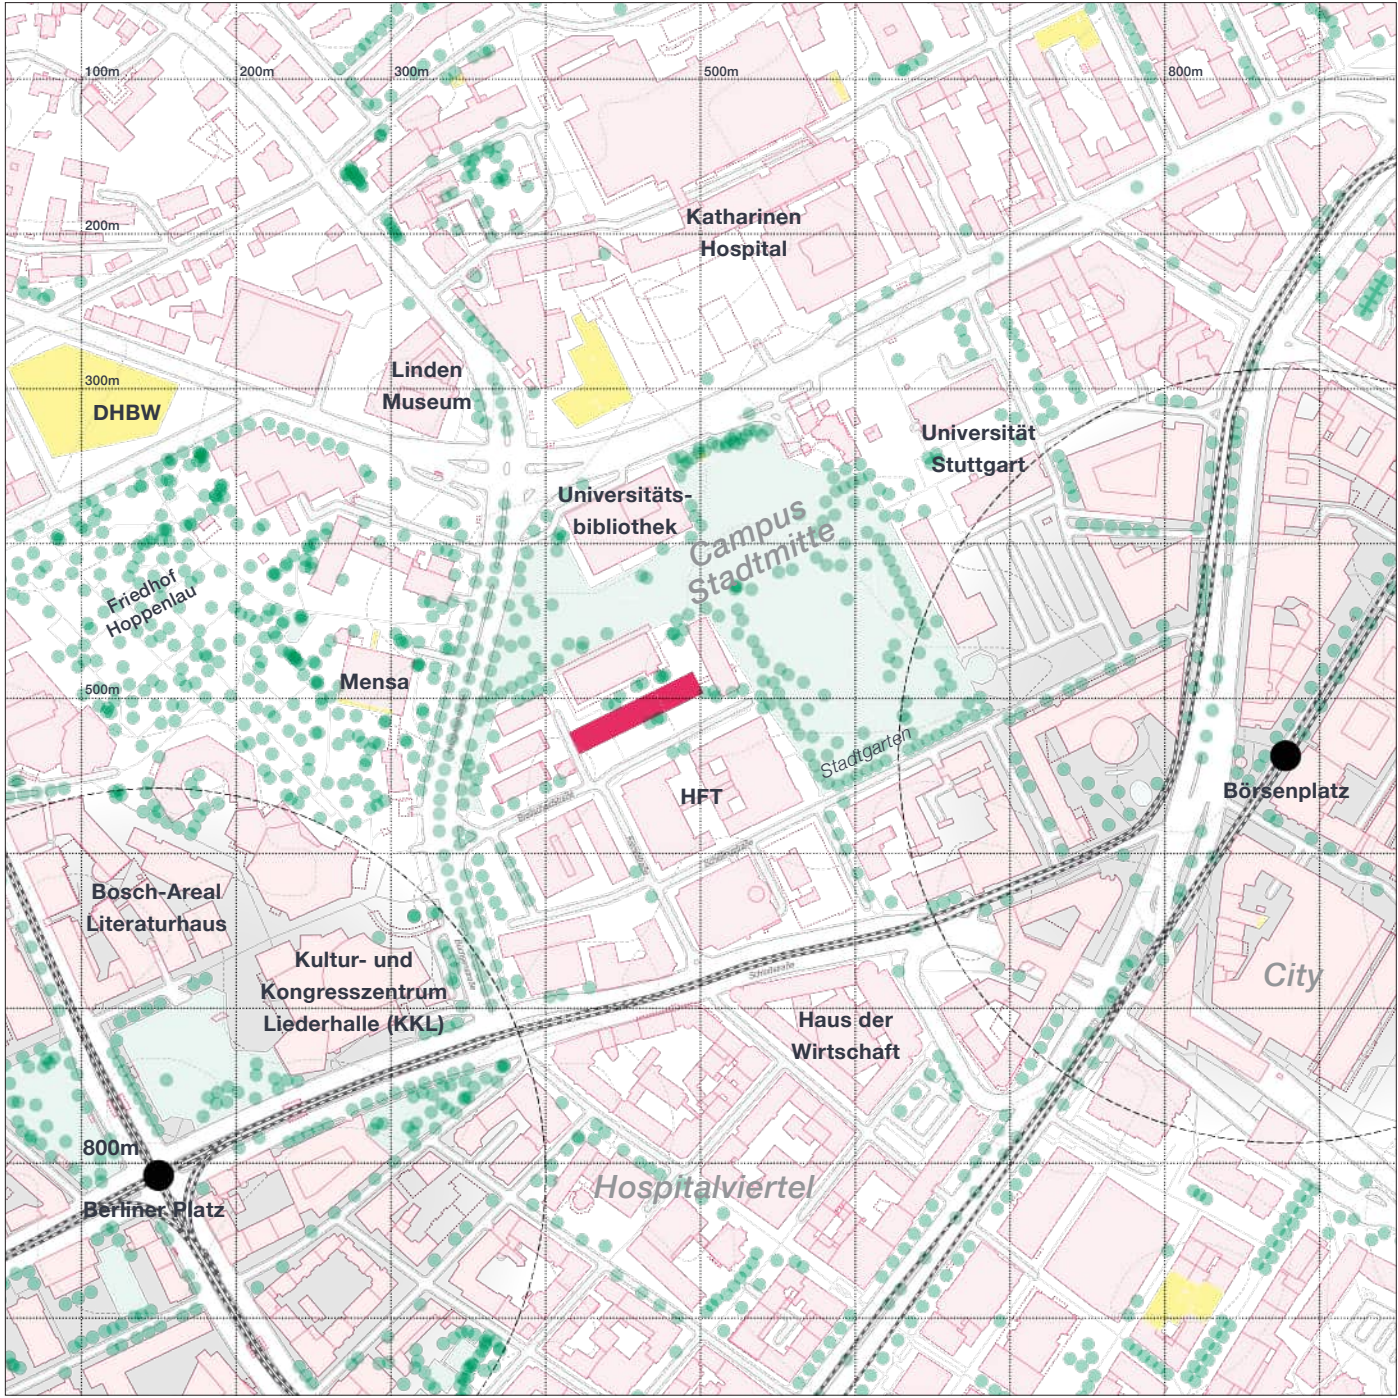 100m
200m
300m
500m
800m
200m
Katharinen
Hospital
300m
DHBW
Linden
Museum
Universität
Stuttgart
Universitäts-
bibliothek
Campus
Stadtmitte
Friedhof
Hoppenlau
Mensa
500m
Stadtgarten
HFT
Börsenplatz
Bosch-Areal
Literaturhaus
Kultur- und
Kongresszentrum
Liederhalle (KKL)
Schloßstraße
City
Haus der
Wirtschaft
800m
Berliner Platz
Hospitalviertel